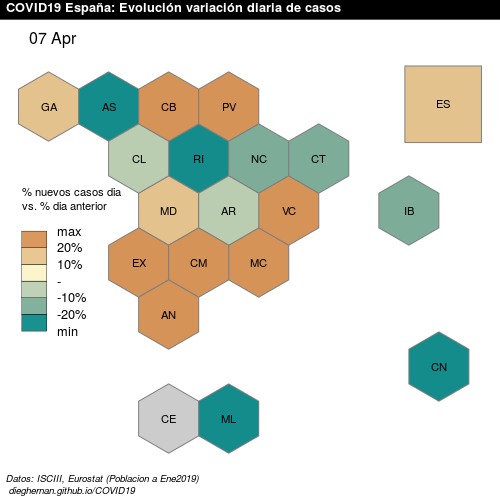 COVID19 España: Evolución variación diaria de casos
07 Apr
GA AS CB PV ES
CL RI NC CT
% nuevos casos dia
vs. % dia anterior
MD AR VC IB
max
20%
10%
-
-10%
-20%
min
EX CM MC
AN
CN
CE ML
Datos: ISCIII, Eurostat (Poblacion a Ene2019)
dieghernan.github.io/COVID19